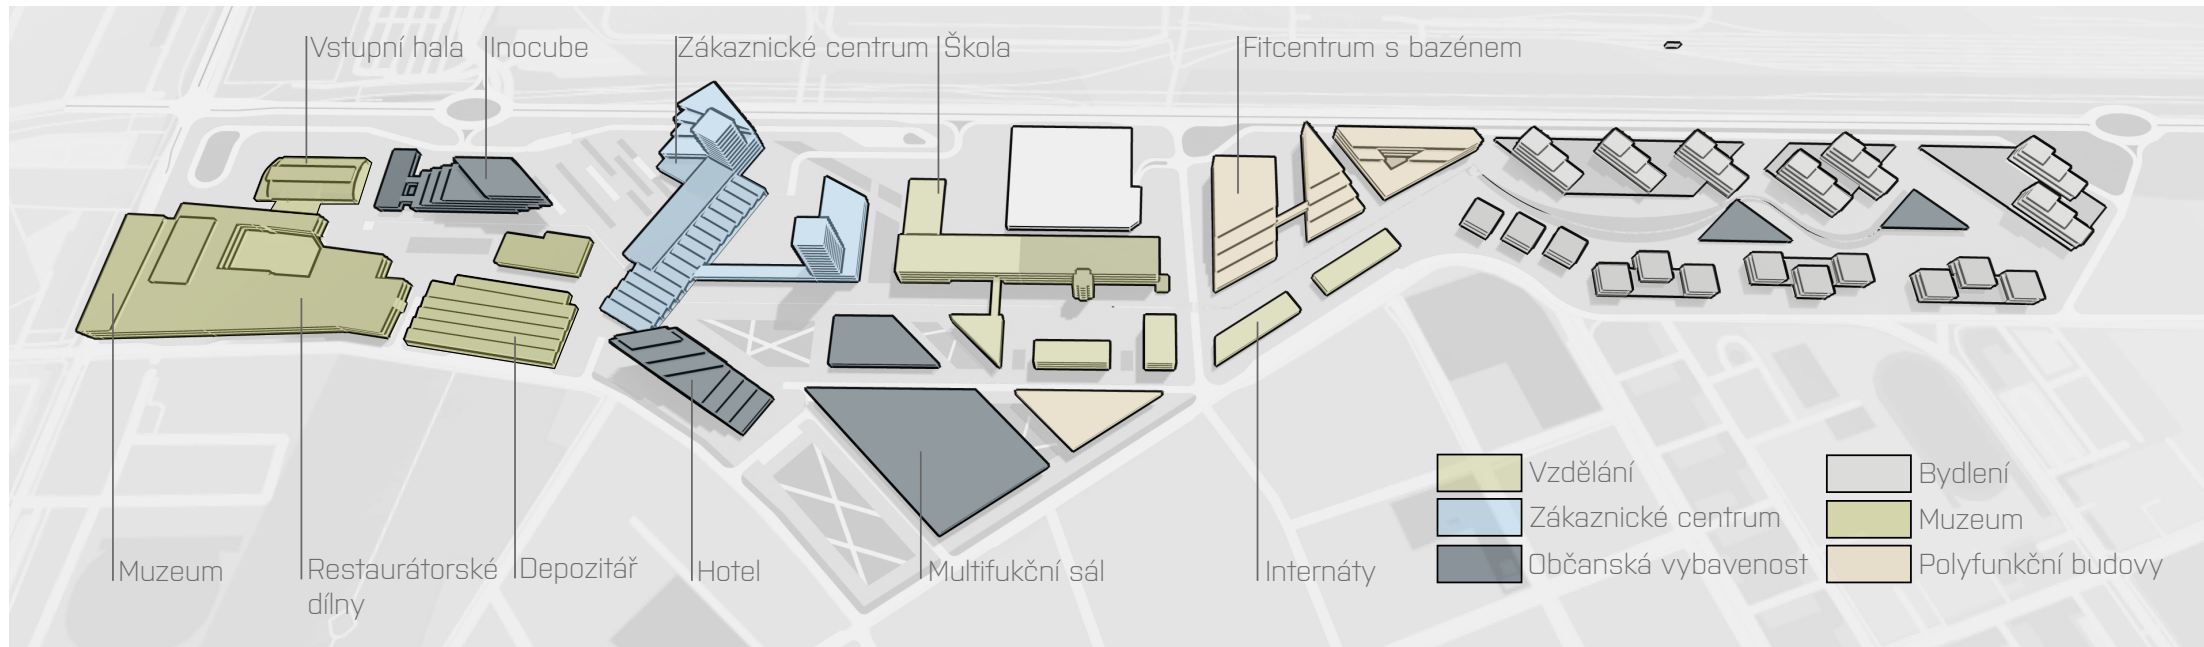 Vstupní hala
Inocube
Zákaznické centrum
Škola
Fitcentrum s bazénem
Muzeum
Restaurátorské
dílny
Depozitář
Hotel
Multifukční sál
Internáty
Vzdělání
Zákaznické centrum
Občanská vybavenost
Bydlení
Muzeum
Polyfunkční budovy